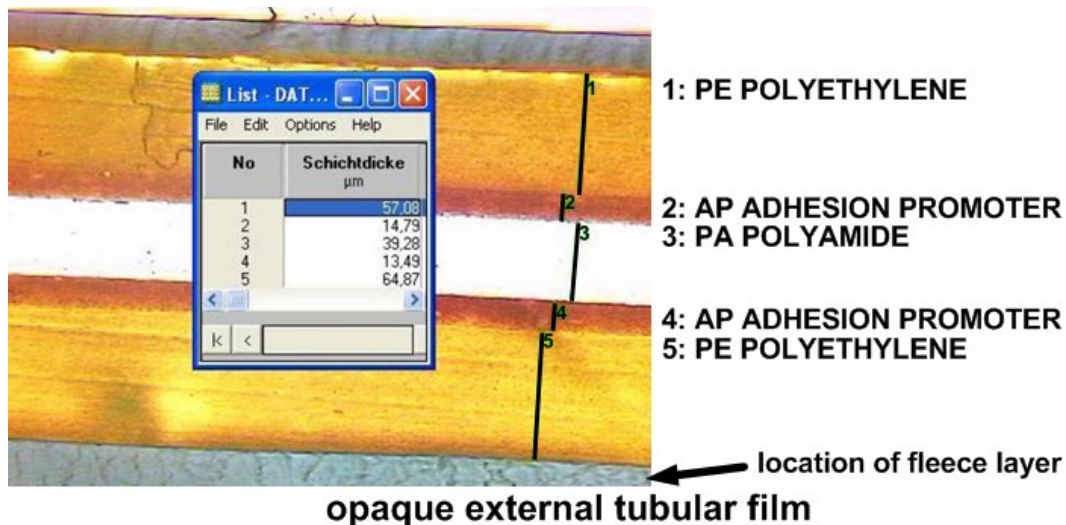 1: PE POLYETHYLENE
List - DAT...
File Edit Options Help
No Schichtdicke
µm
1 57,08
2 14,79
3 39,28
4 13,49
5 64,87
1
2
3
4
5
2: AP ADHESION PROMOTER
3: PA POLYAMIDE
4: AP ADHESION PROMOTER
5: PE POLYETHYLENE
location of fleece layer
opaque external tubular film